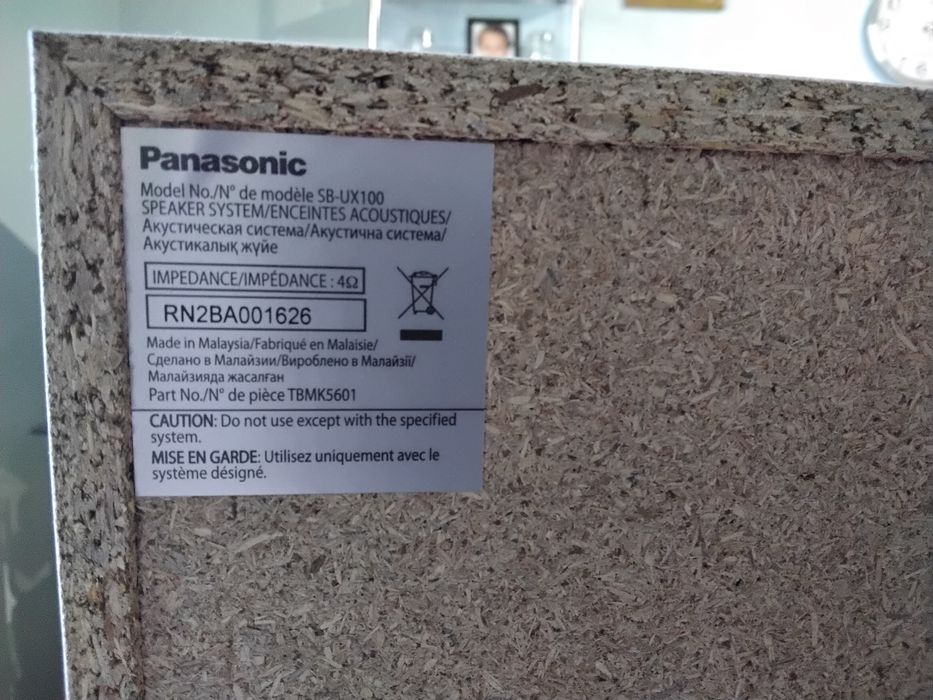 Panasonic
Model No./N° de modèle SB-UX100
SPEAKER SYSTEM/ENCEINTES ACOUSTIQUES/
Акустическая система/Акустична система/
Акустикалық жүйе
IMPEDANCE/IMPÉDANCE : 4Ω
RN2BA001626
Made in Malaysia/Fabriqué en Malaisie/
Сделано в Малайзии/Вироблено в Малайзії/
Малайзияда жасалған
Part No./N° de pièce TBMK5601
CAUTION: Do not use except with the specified
system.
MISE EN GARDE: Utilisez uniquement avec le
système désigné.